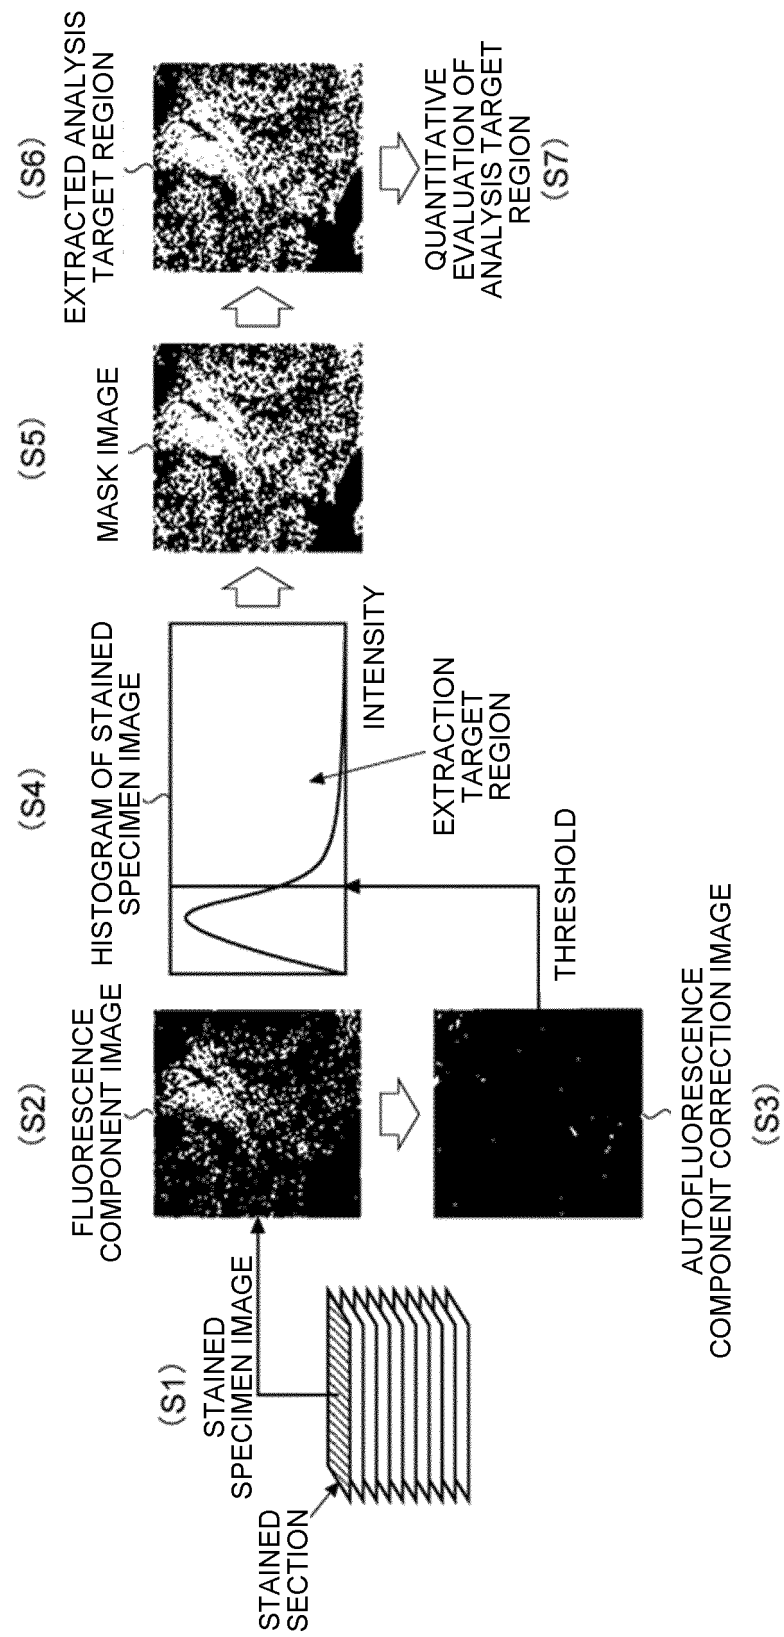 (S1)
STAINED
SPECIMEN IMAGE
STAINED
SECTION
(S2)
FLUORESCENCE
COMPONENT IMAGE
AUTOFLUORESCENCE
COMPONENT CORRECTION IMAGE
(S3)
(S4)
HISTOGRAM OF STAINED
SPECIMEN IMAGE
INTENSITY
EXTRACTION
TARGET
REGION
THRESHOLD
(S5)
MASK IMAGE
(S6)
EXTRACTED ANALYSIS
TARGET REGION
QUANTITATIVE
EVALUATION OF
ANALYSIS TARGET
REGION
(S7)